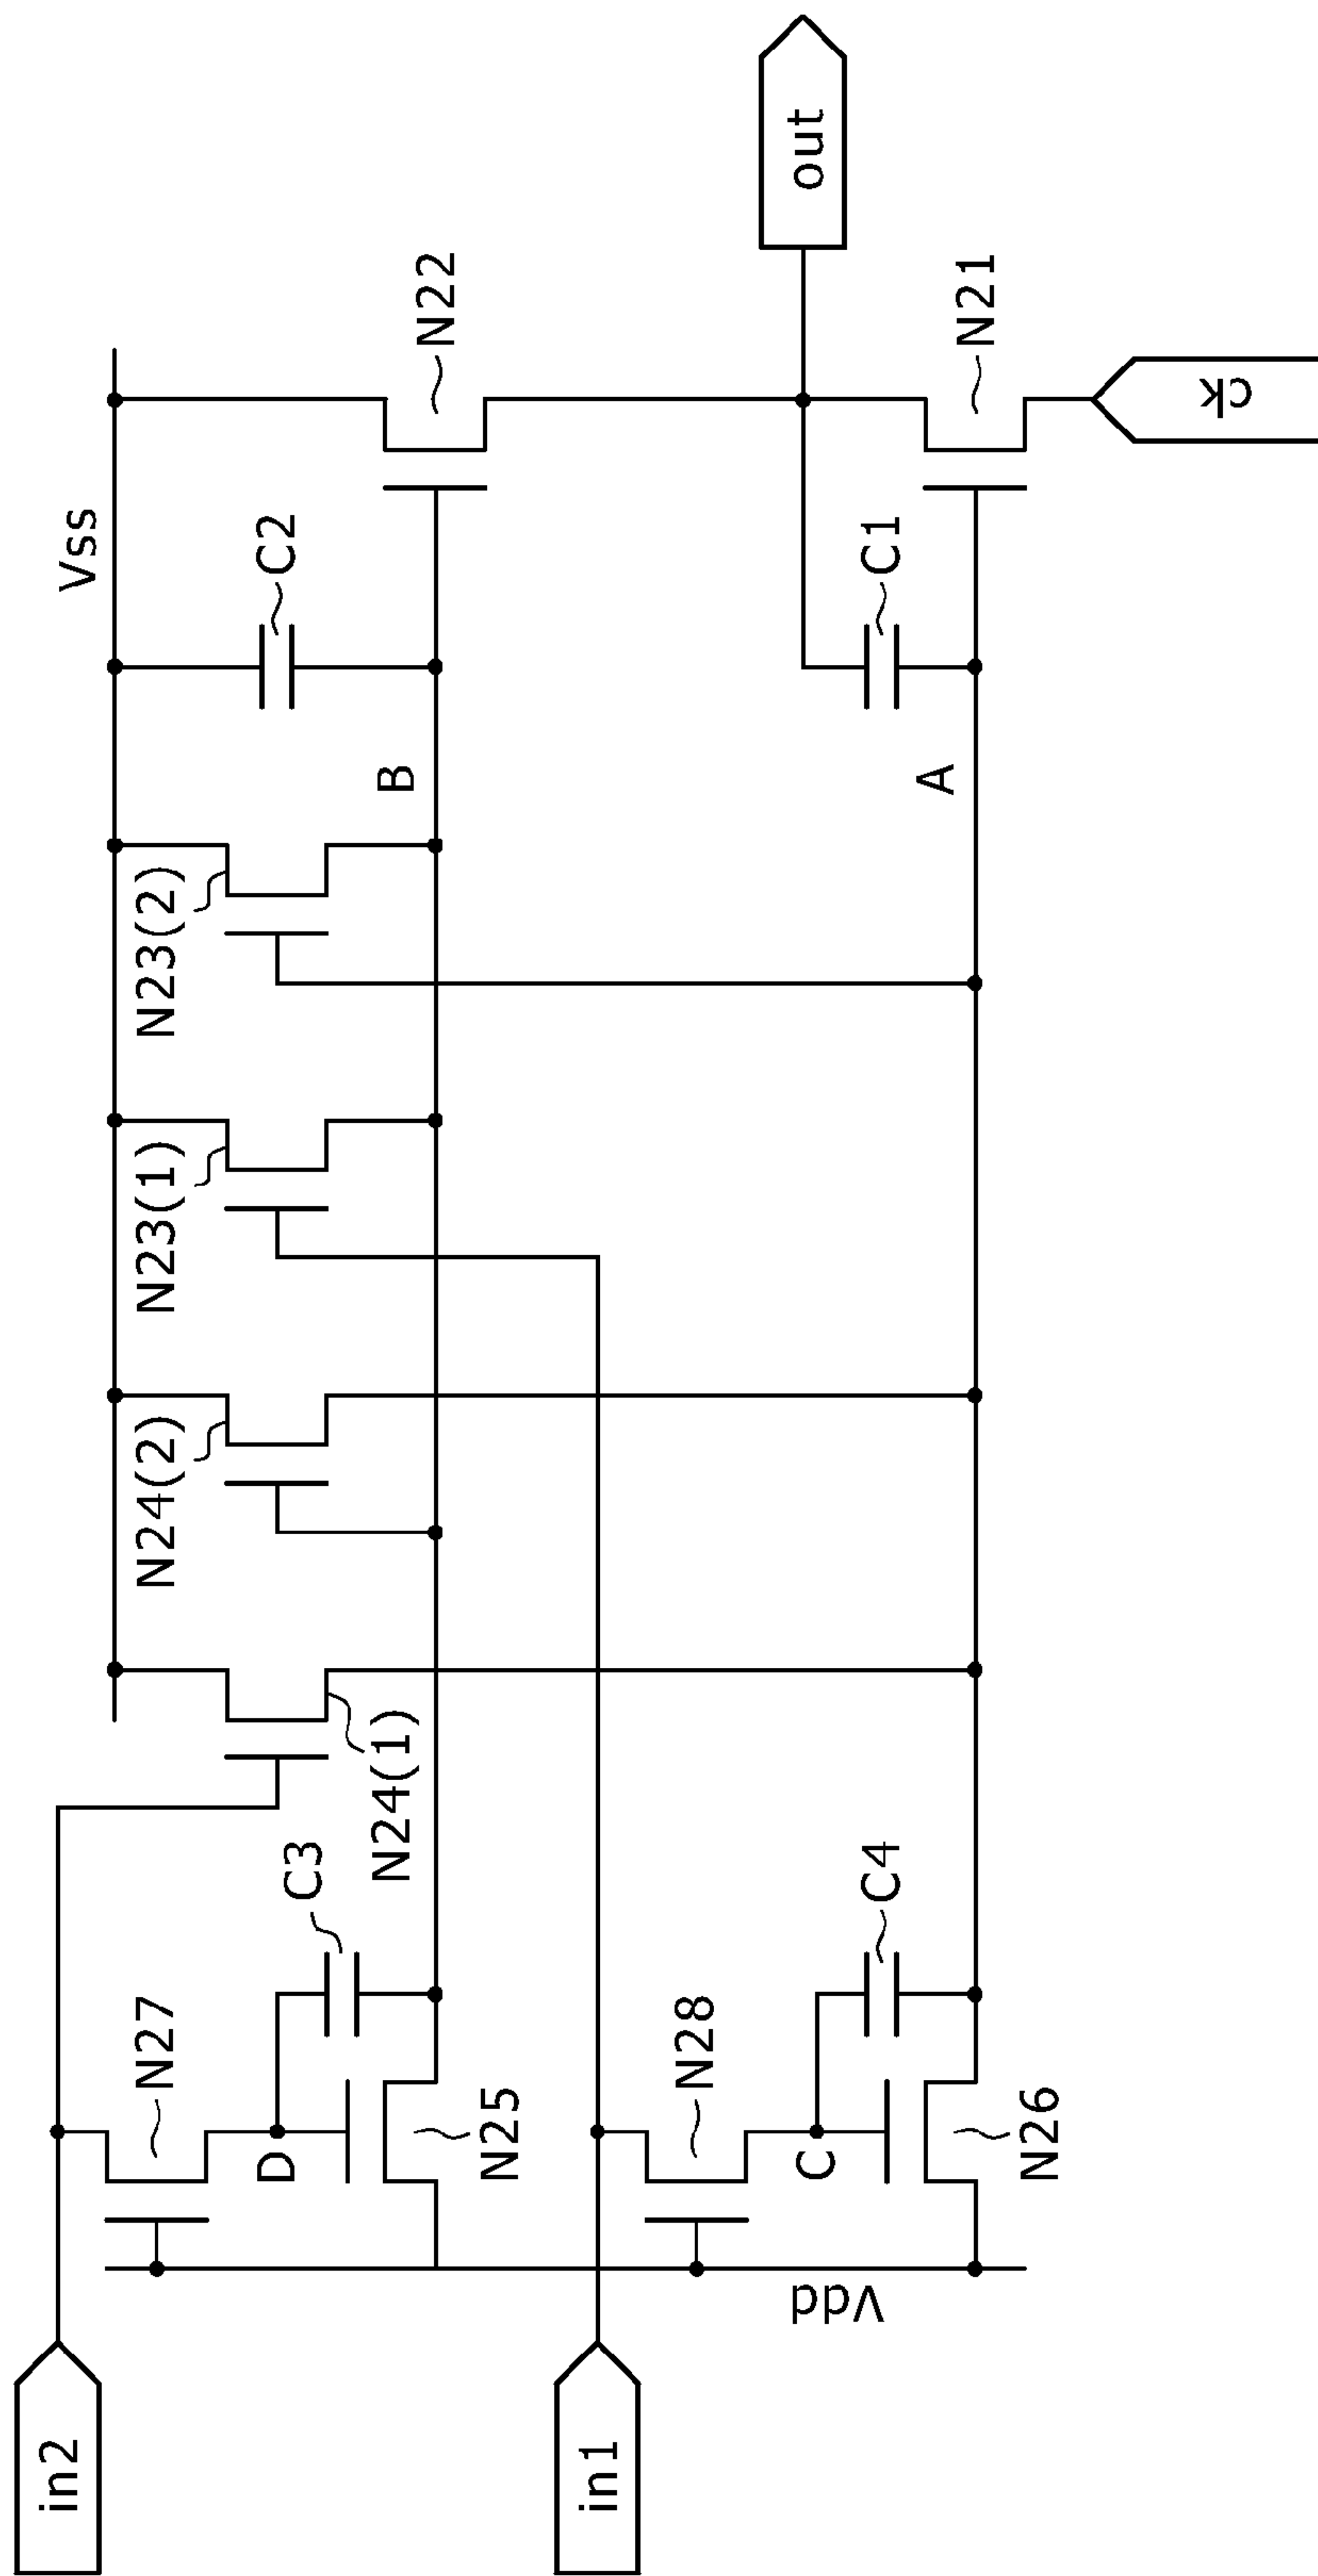 in2
in1
Vdd
N27
D
C3
N25
N28
C
C4
N26
N24(1)
N24(2)
N23(1)
N23(2)
B
A
Vss
C2
C1
N22
N21
out
ck